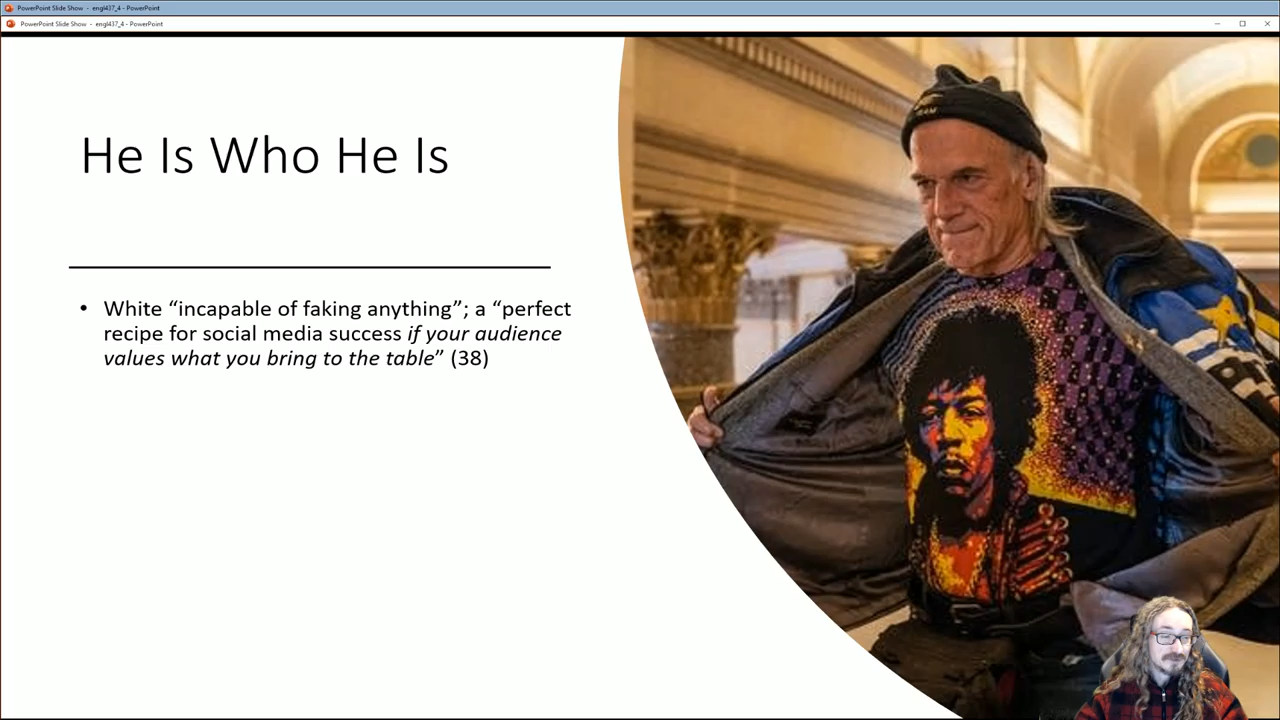 PowerPoint Slide Show - engl437_4 - PowerPoint
PowerPoint Slide Show - engl437_4 - PowerPoint
He Is Who He Is
• White “incapable of faking anything”; a “perfect
recipe for social media success if your audience
values what you bring to the table” (38)